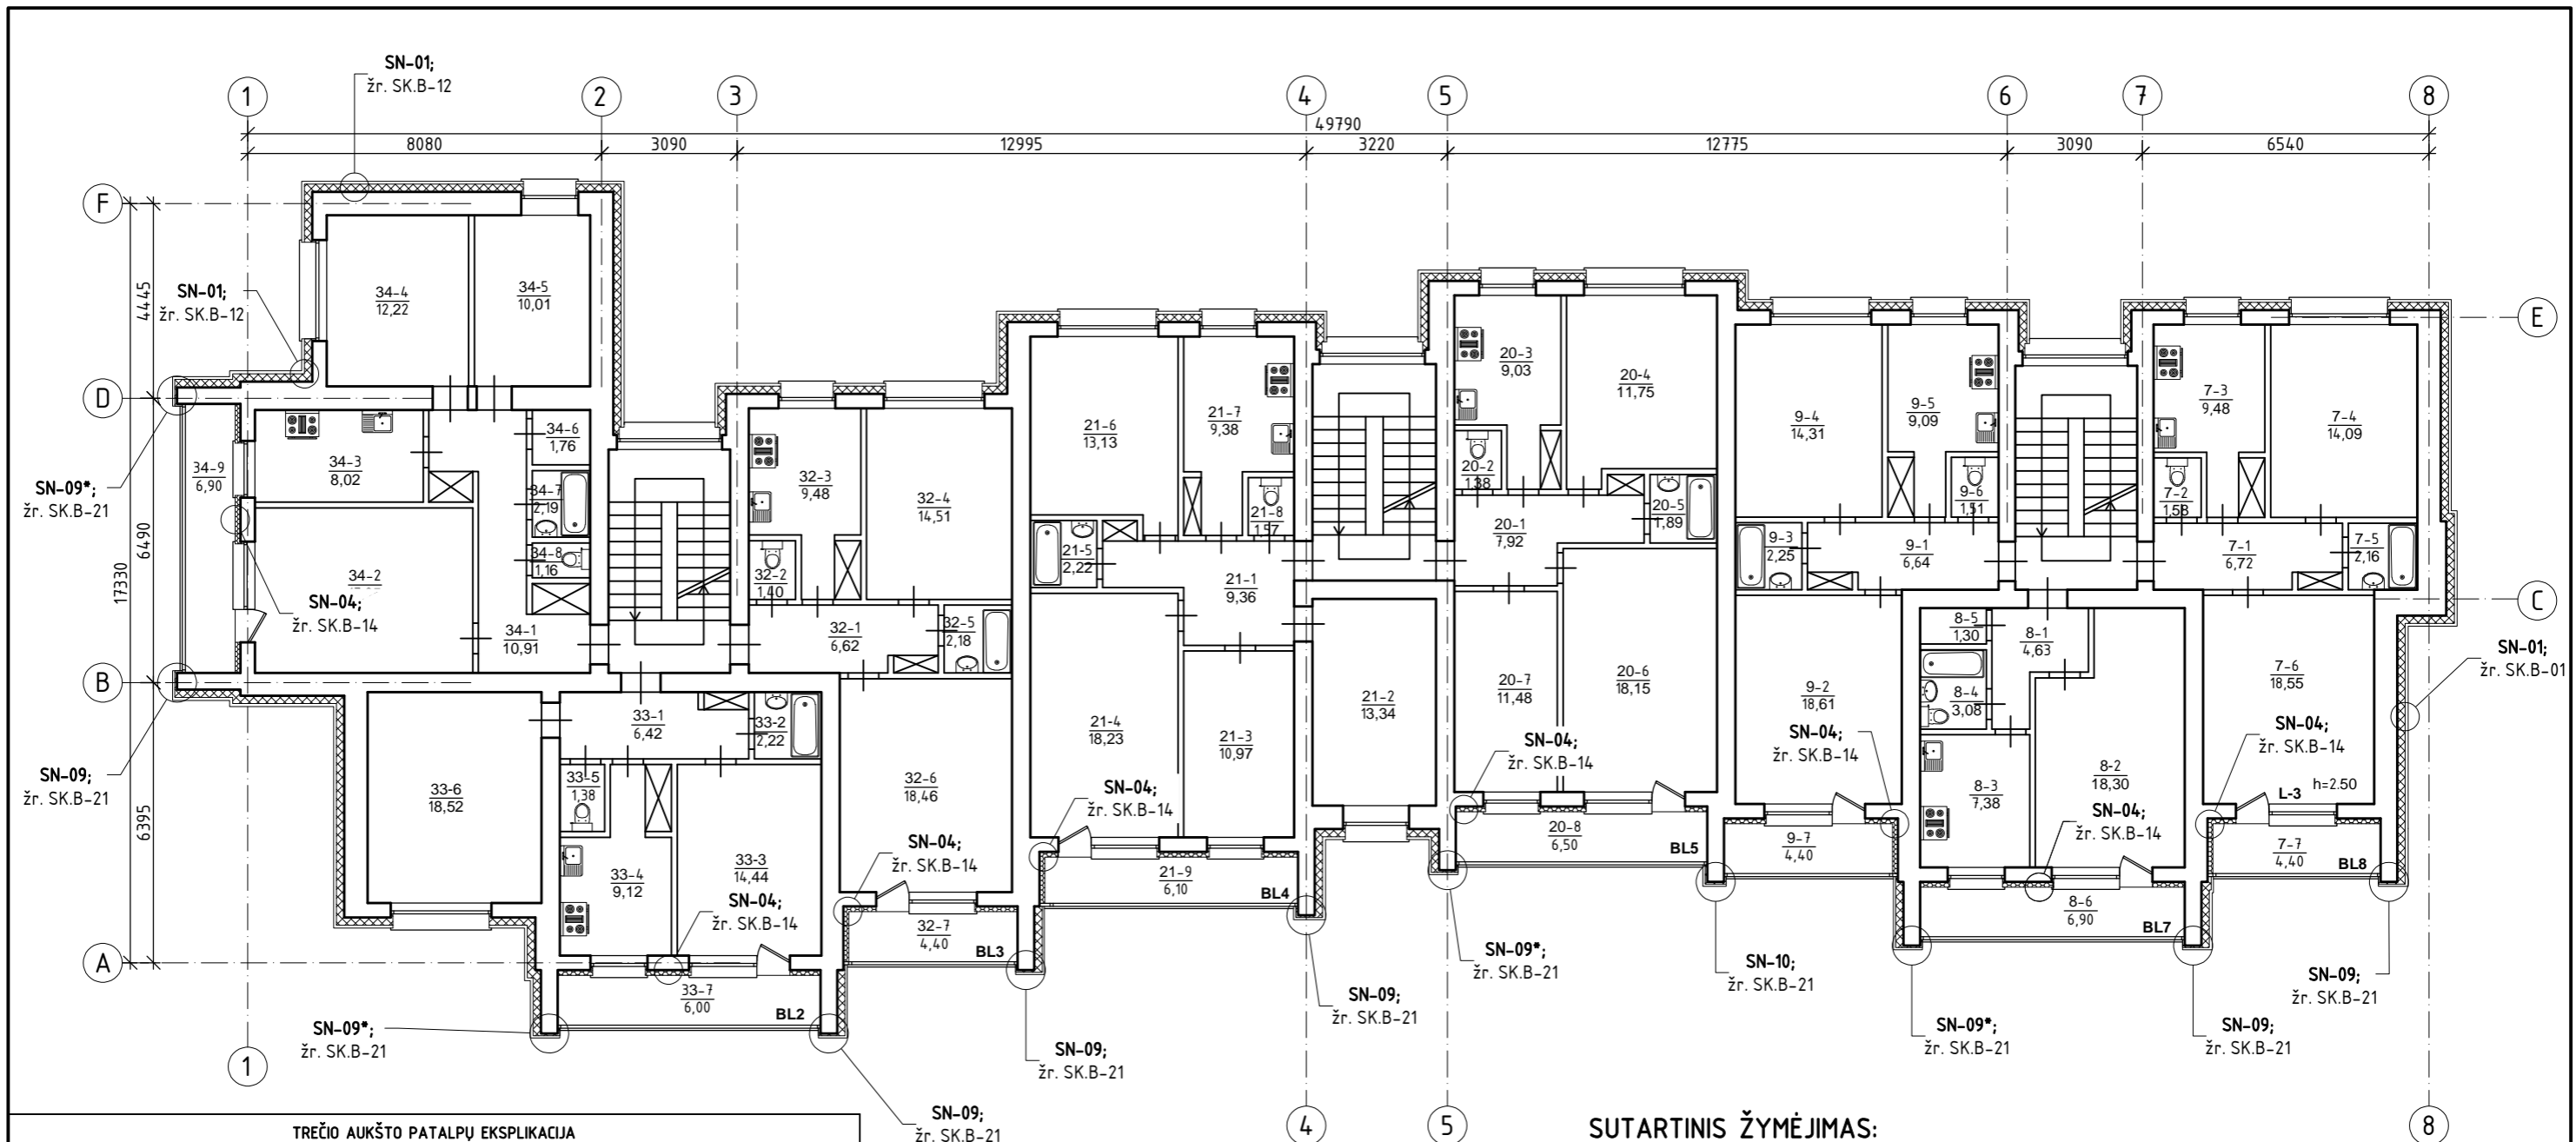 SN-01;
žr. SK.B-12
1
2
3
4
5
6
7
8
49790
8080
3090
12995
3220
12775
3090
6540
F
D
B
A
E
C
4445
6490
6395
17330
SN-01;
žr. SK.B-12
SN-09*;
žr. SK.B-21
SN-09;
žr. SK.B-21
34-4
12,22
34-5
10,01
34-9
6,90
34-3
8,02
34-6
1,76
34-7
2,19
34-8
1,16
34-2
SN-04;
žr. SK.B-14
34-1
10,91
32-3
9,48
32-4
14,51
32-2
1,40
32-1
6,62
32-5
2,18
33-1
6,42
33-2
2,22
33-6
18,52
33-5
1,38
33-4
9,12
33-3
14,44
SN-04;
žr. SK.B-14
33-7
6,00
BL2
32-6
18,46
SN-04;
žr. SK.B-14
32-7
4,40
BL3
21-6
13,13
21-7
9,38
21-8
1,57
21-5
2,22
21-1
9,36
21-4
18,23
21-3
10,97
21-2
13,34
SN-04;
žr. SK.B-14
21-9
6,10
BL4
20-3
9,03
20-4
11,75
20-2
1,38
20-1
7,92
20-5
1,89
20-7
11,48
20-6
18,15
SN-04;
žr. SK.B-14
20-8
6,50
BL5
9-4
14,31
9-5
9,09
9-6
1,51
9-3
2,25
9-1
6,64
9-2
18,61
SN-04;
žr. SK.B-14
9-7
4,40
7-3
9,48
7-4
14,09
7-2
1,58
7-1
6,72
7-5
2,16
8-5
1,30
8-1
4,63
8-4
3,08
8-3
7,38
8-2
18,30
SN-04;
žr. SK.B-14
8-6
6,90
BL7
7-6
18,55
SN-04;
žr. SK.B-14
L-3
h=2.50
7-7
4,40
BL8
SN-01;
žr. SK.B-01
SN-09*;
žr. SK.B-21
SN-09;
žr. SK.B-21
SN-09;
žr. SK.B-21
SN-09;
žr. SK.B-21
SN-09*;
žr. SK.B-21
SN-10;
žr. SK.B-21
SN-09*;
žr. SK.B-21
SN-09;
žr. SK.B-21
SN-09;
žr. SK.B-21
1
4
5
8
TREČIO AUKŠTO PATALPŲ EKSPLIKACIJA
SUTARTINIS ŽYMĖJIMAS: